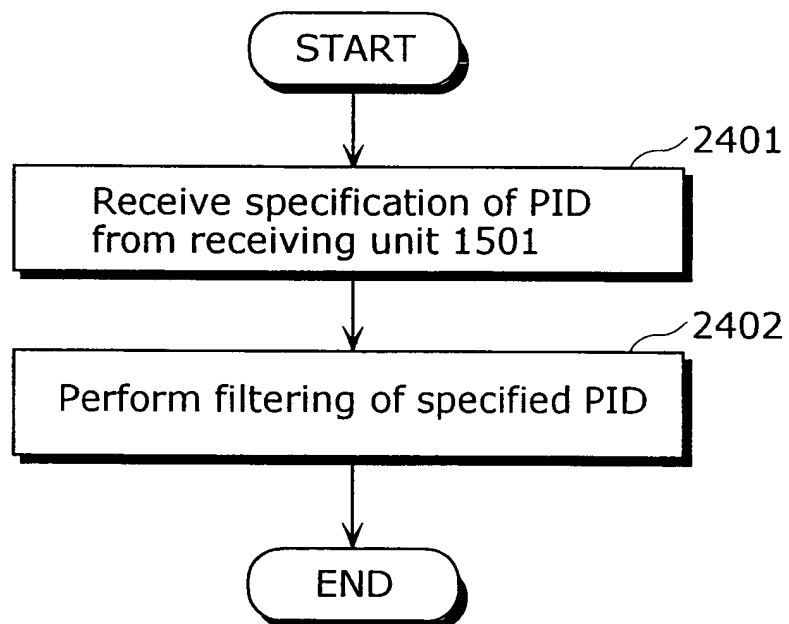 START
2401
Receive specification of PID
from receiving unit 1501
2402
Perform filtering of specified PID
END